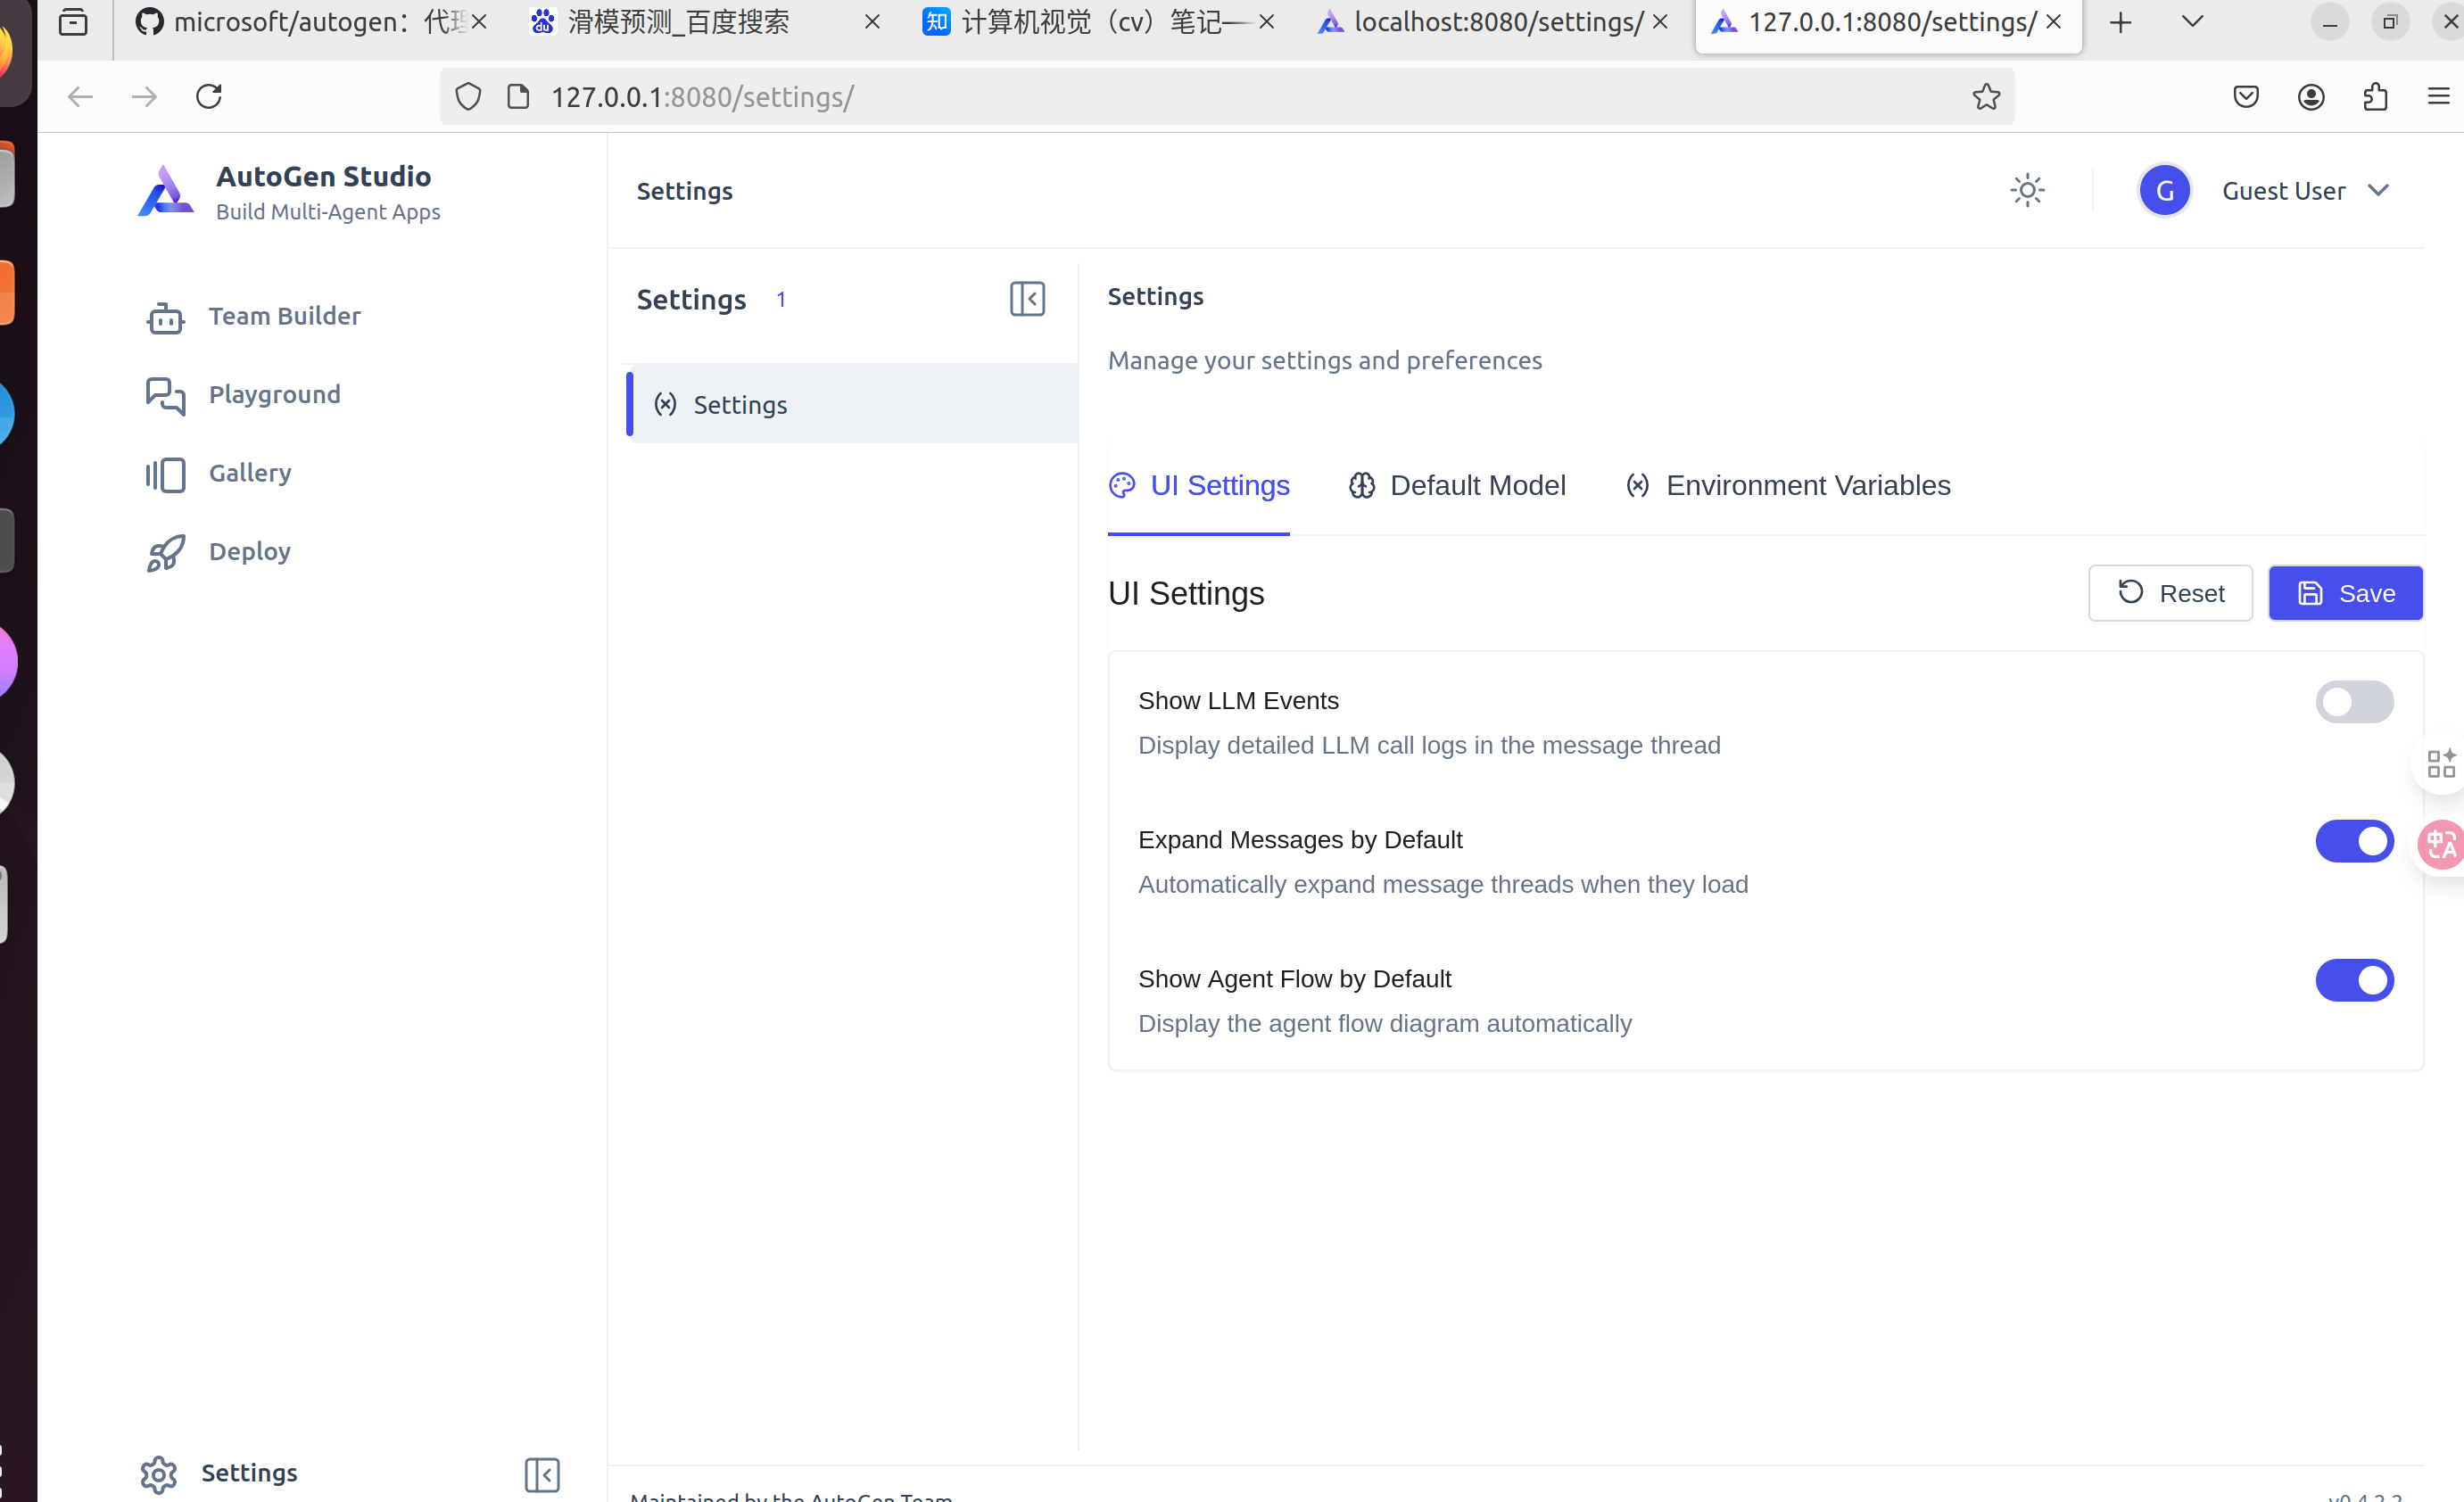 microsoft/autogen：代理
滑模预测_百度搜索
知 计算机视觉（cv）笔记——
localhost:8080/settings/
127.0.0.1:8080/settings/
127.0.0.1:8080/settings/
AutoGen Studio
Build Multi-Agent Apps
Settings
G Guest User
Team Builder
Playground
Gallery
Deploy
Settings
Settings 1
Settings
Settings
Manage your settings and preferences
UI Settings
Default Model
Environment Variables
UI Settings
Reset
Save
Show LLM Events
Display detailed LLM call logs in the message thread
Expand Messages by Default
Automatically expand message threads when they load
Show Agent Flow by Default
Display the agent flow diagram automatically
Maintained by the AutoGen Team